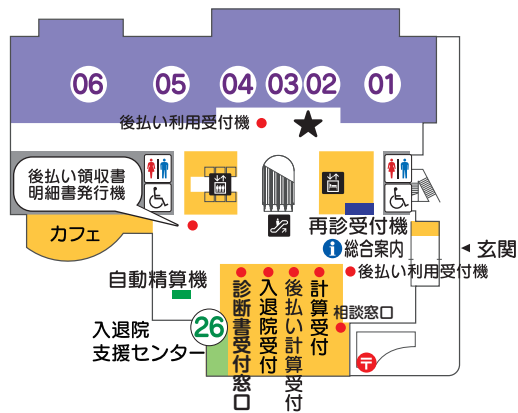 06
05
04
03
02
01
後払い利用受付機
後払い領収書
明細書発行機
カフェ
再診受付機
i 総合案内
玄関
後払い利用受付機
自動精算機
相談窓口
26
入退院
支援センター
診断書受付窓口
入退院受付
後払い計算受付
計算受付
〒